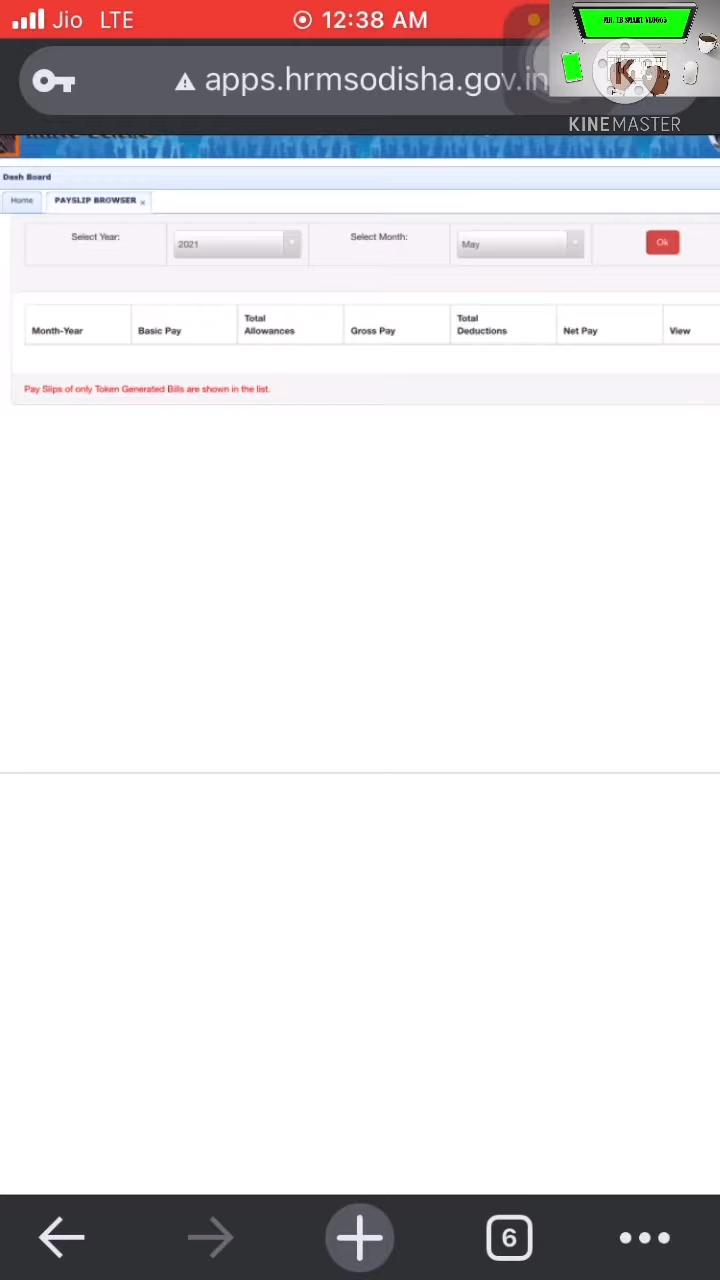 Jio LTE 12:38 AM
apps.hrmsodisha.gov.in
KINEMASTER
Dash Board
Home PAYSLIP BROWSER x
Select Year: 2021 Select Month: May Ok
Month-Year Basic Pay Total Allowances Gross Pay Total Deductions Net Pay View
Pay Slips of only Token Generated Bills are shown in the list.
6